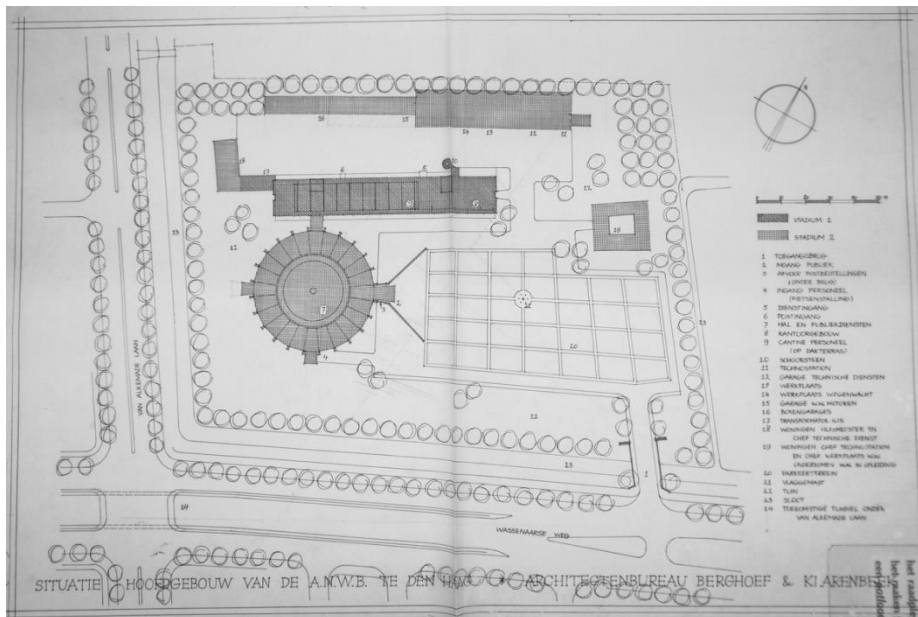 STADIUM 1
STADIUM 2
1 TOEGANGSBRUG
2 INGANG PUBLIEK
3 AFVOER POSTBESTELLINGEN
(ONDER BRUG)
4 INGANG PERSONEEL
(FIETSENSTALLING)
5 DIENSTINGANG
6 POSTINGANG
7 HAL EN PUBLIEKDIENSTEN
8 KANTOORGEBOUW
9 CANTINE PERSONEEL
(OP DAKTERRAS)
10 SCHOORSTEEN
11 TECHNOSTATION
12 GARAGE TECHNISCHE DIENSTEN
13 WERKPLAATS
14 WERKPLAATS WEGENWACHT
15 GARAGE W.W. MOTOREN
16 BOXENGARAGES
17 TRANSFORMATOR
18 WONINGEN HUISMEESTER EN
CHEF TECHNISCHE DIENST
19 WONINGEN CHEF TECHNOSTATION
EN CHEF WERKPLAATS W.W.
20 PARKEERTERREIN
21 VLAGGEMAST
22 TUIN
23 SLOOT
24 TOEKOMSTIGE TUNNEL ONDER
VAN ALKEMADE LAAN
VAN ALKEMADE LAAN
WASSENAARSE WEG
SITUATIE HOOFDGEBOUW VAN DE A.N.W.B. TE DEN HAAG ARCHITECTENBUREAU BERGHOEF & KLARENBEEK
het maken